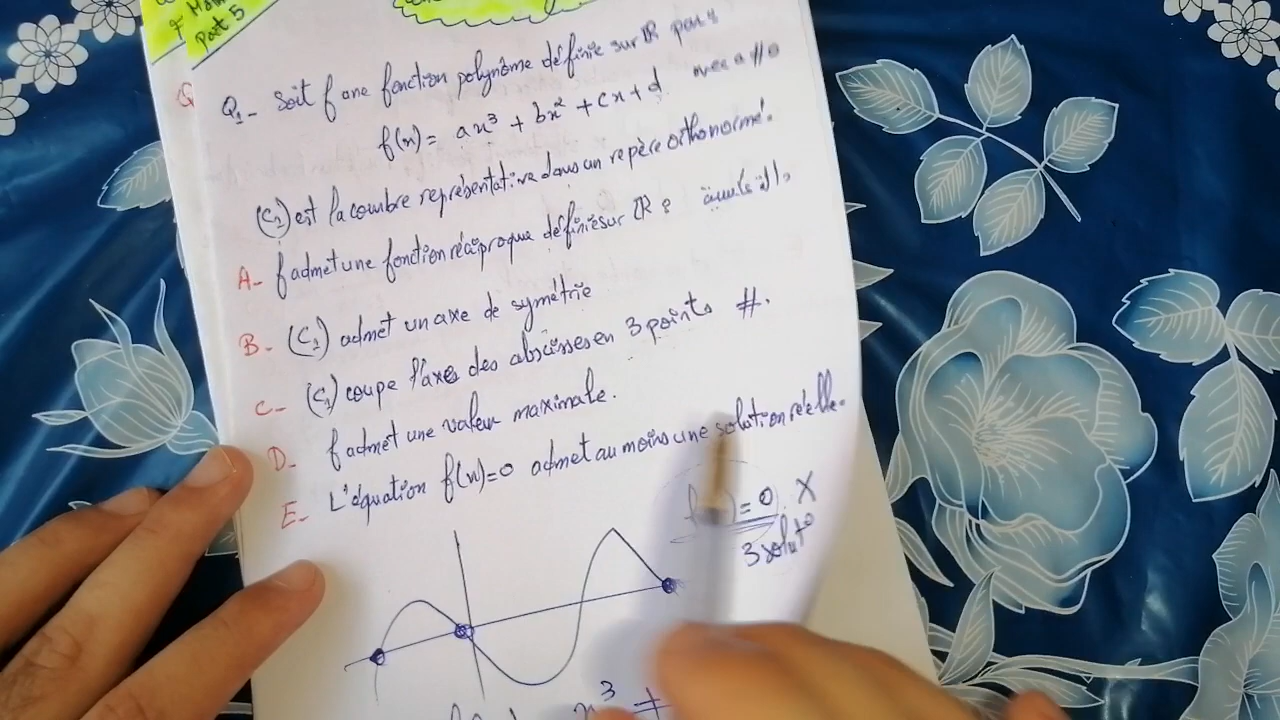 Part 5
Q
Q1- Soit f une fonction polynôme définie sur ℝ par :
f(x) = ax³ + bx² + cx + d avec a ≠ 0
(C₁) est la courbe représentative dans un repère orthonormé.
A- f admet une fonction réciproque définie sur ℝ :
B- (C₁) admet un axe de symétrie
C- (C₁) coupe l'axes des abscisses en 3 points #.
D- f admet une valeur maximale.
E- L'équation f(x)=0 admet au moins une solution réelle.
= 0 X
3 solut°
x³ +